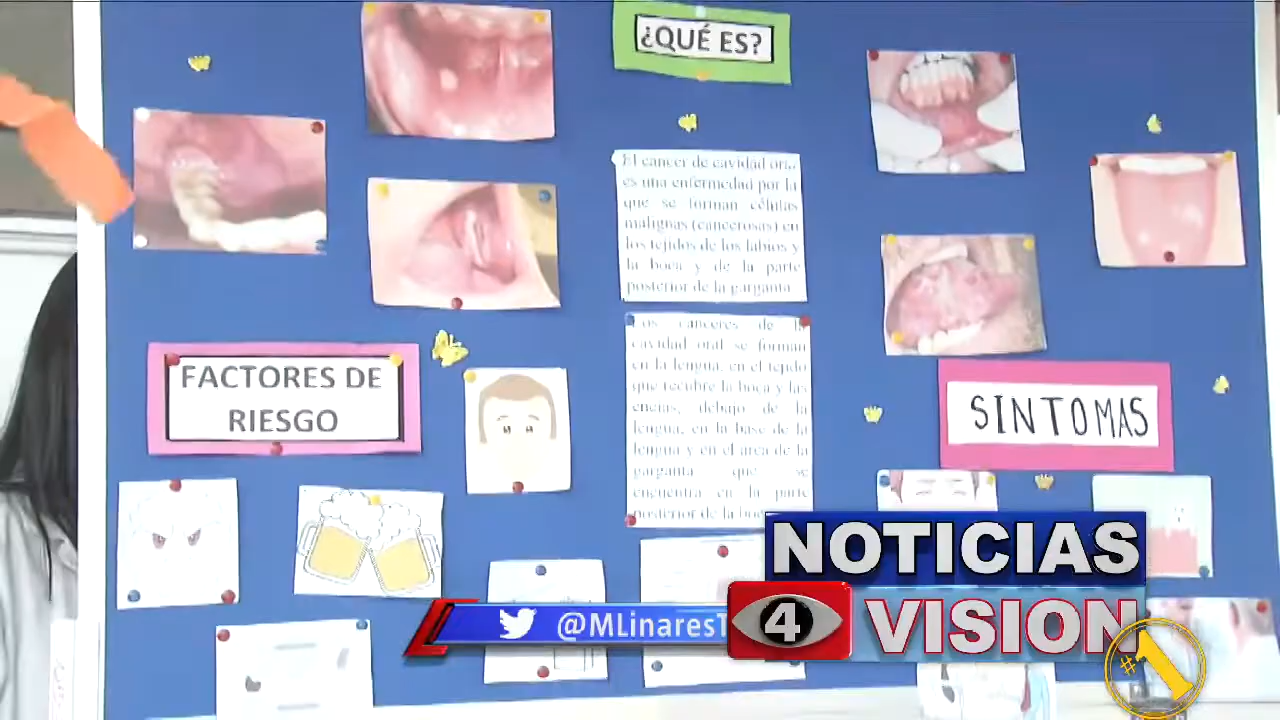 ¿QUÉ ES?
El cancer de cavidad oral
es una enfermedad por la
que se forman células
malignas (cancerosas) en
los tejidos de los labios y
la boca y de la parte
posterior de la garganta.
Los canceres de la
cavidad oral se forman
en la lengua, en el tejido
que recubre la boca y las
encias, debajo de la
lengua, en la base de la
lengua y en el area de la
garganta que se
encuentra en la parte
posterior de la boca
FACTORES DE
RIESGO
SINTOMAS
@MLinaresT
NOTICIAS
4 VISION
#1